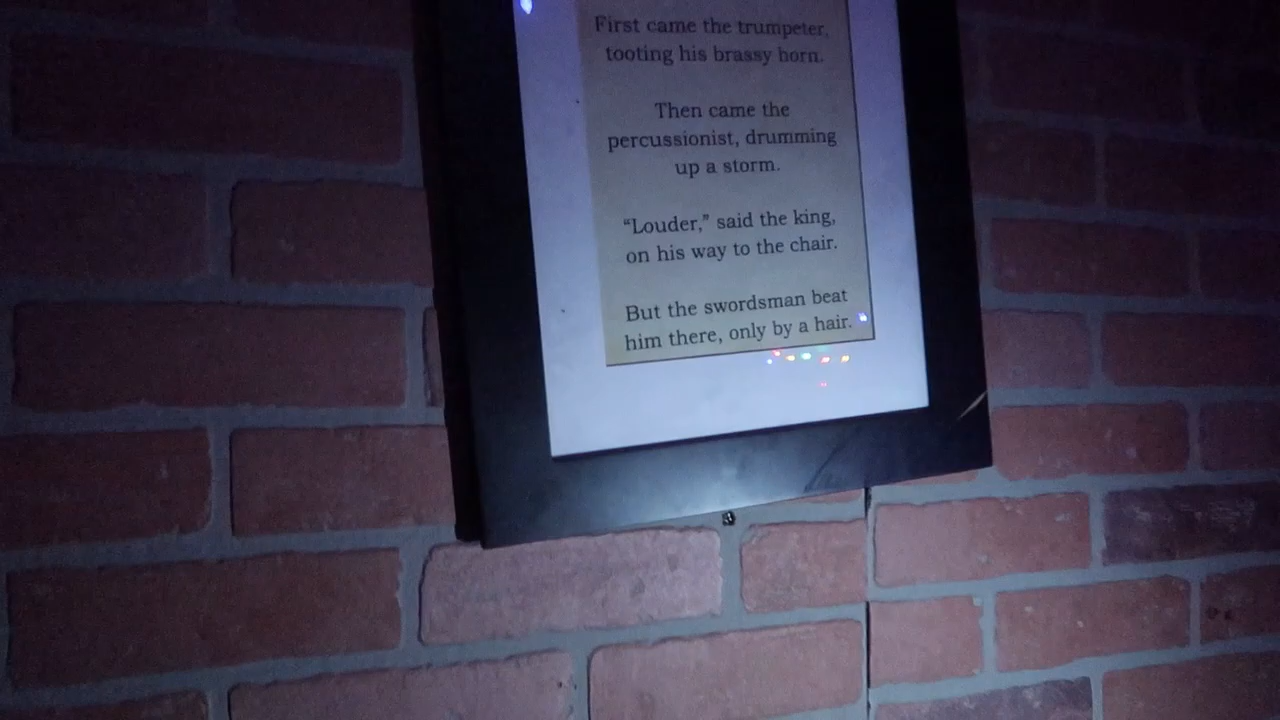 First came the trumpeter,
tooting his brassy horn.
Then came the
percussionist, drumming
up a storm.
“Louder,” said the king,
on his way to the chair.
But the swordsman beat
him there, only by a hair.